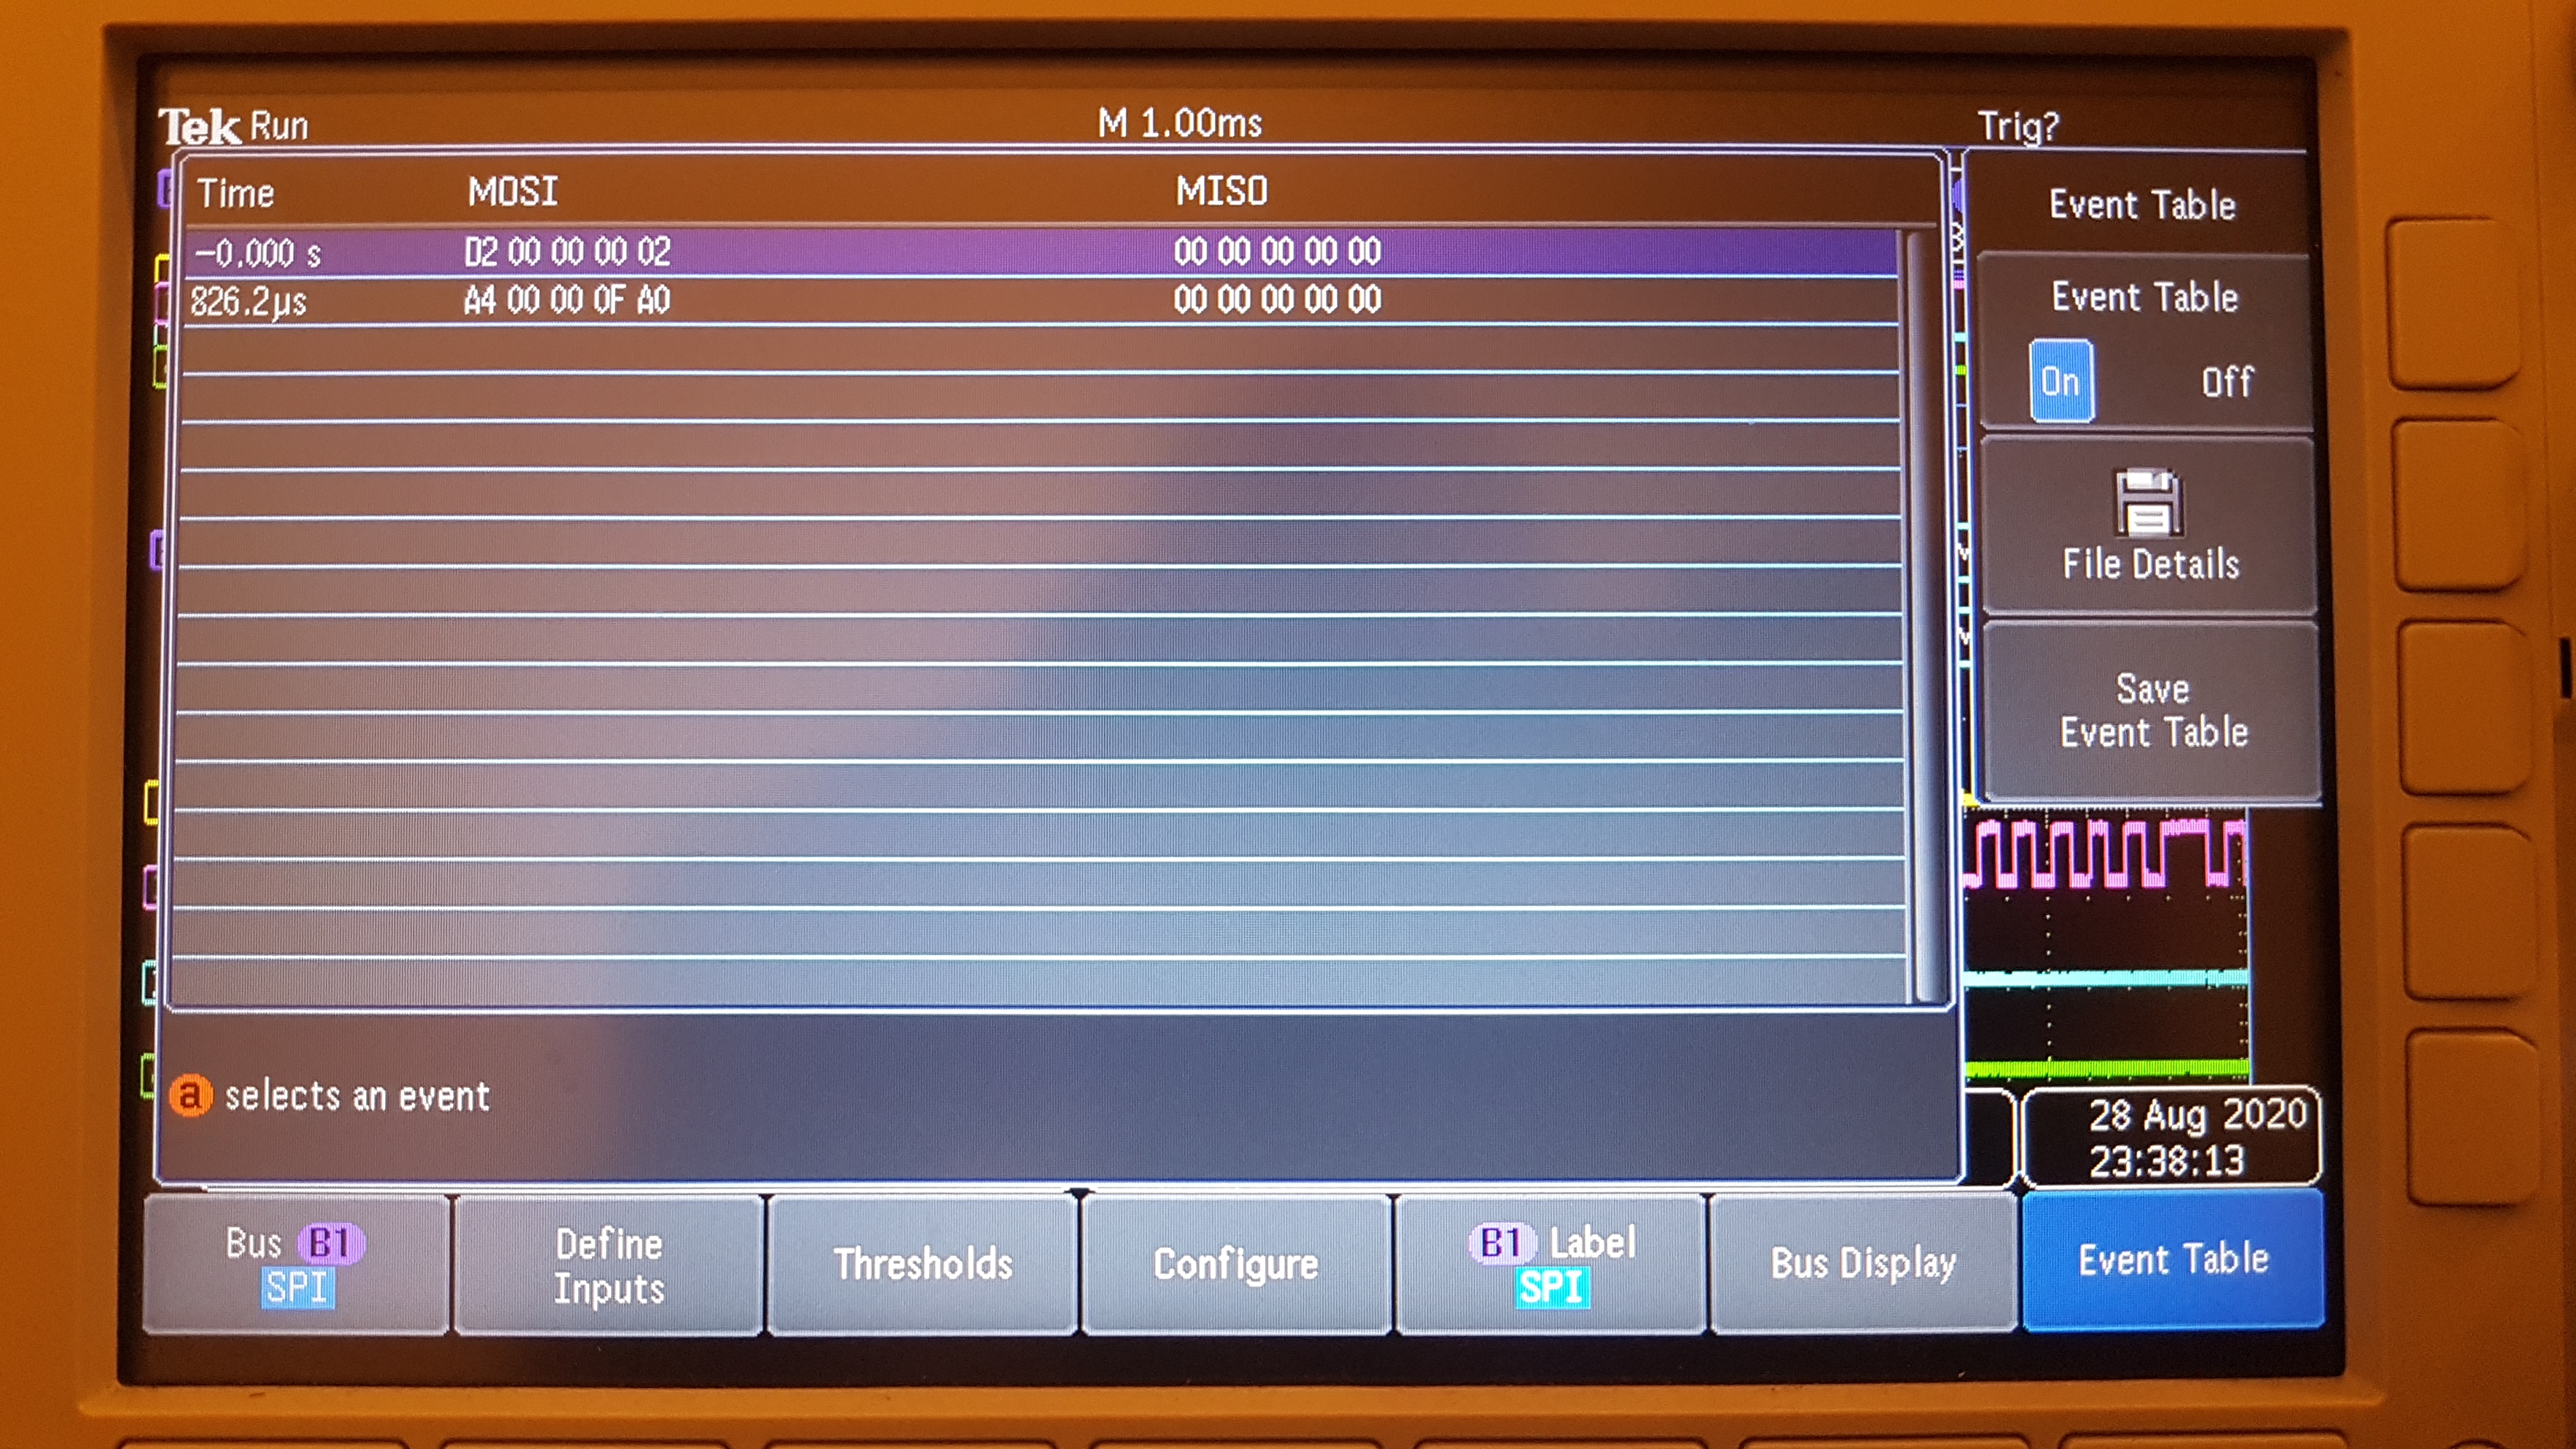 Tek Run M 1.00ms Trig?
Time MOSI MISO
-0.000 s D2 00 00 00 02 00 00 00 00 00
826.2µs A4 00 00 0F A0 00 00 00 00 00
Event Table
Event Table
On Off
File Details
Save
Event Table
a selects an event
28 Aug 2020
23:38:13
Bus B1
SPI
Define
Inputs
Thresholds
Configure
B1 Label
SPI
Bus Display
Event Table